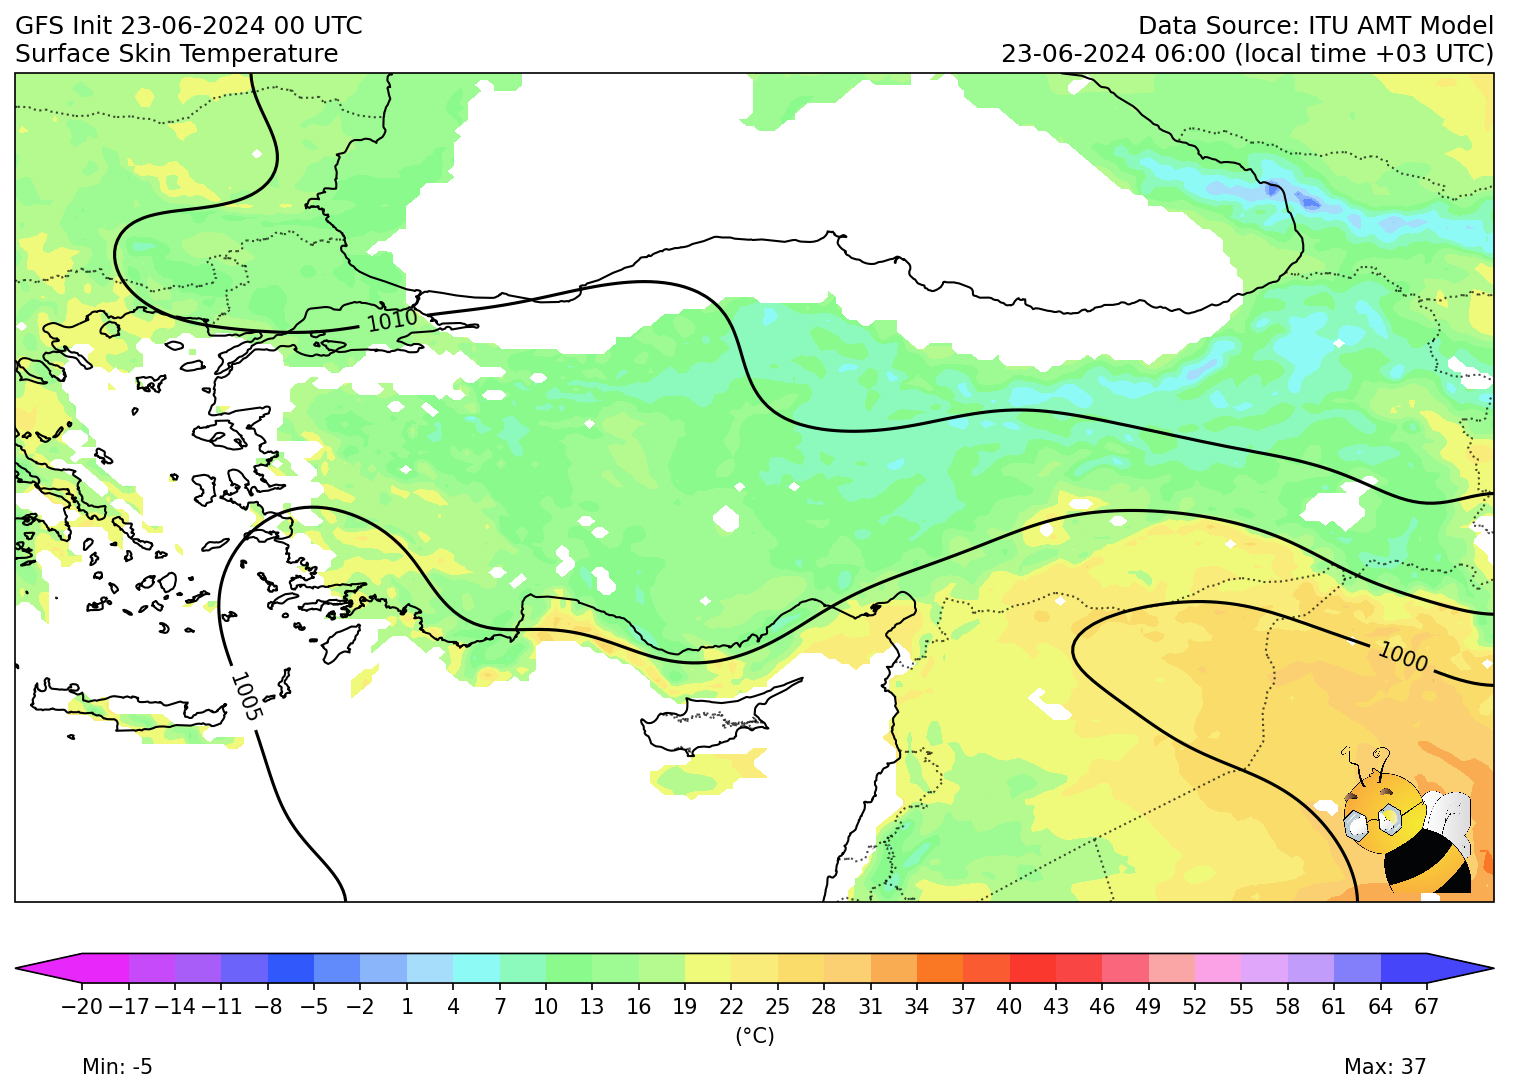 GFS Init 23-06-2024 00 UTC
Surface Skin Temperature
Data Source: ITU AMT Model
23-06-2024 06:00 (local time +03 UTC)
1010
1005
1000
−20 −17 −14 −11 −8 −5 −2 1 4 7 10 13 16 19 22 25 28 31 34 37 40 43 46 49 52 55 58 61 64 67
(°C)
Min: -5
Max: 37